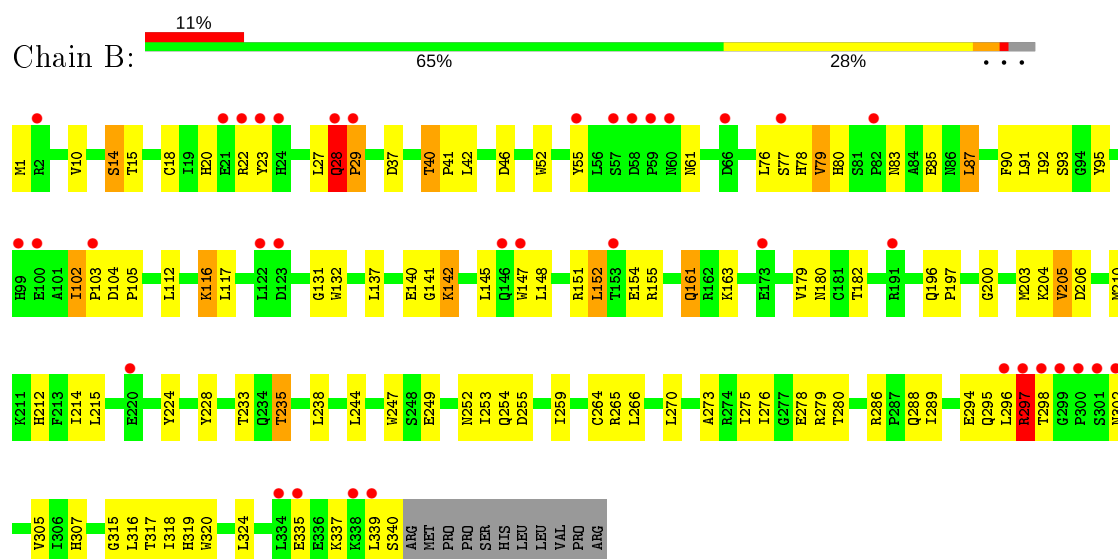 11%
Chain B:
65% 28% • • •
M1 R2 V10 S14 T15 C18 I19 H20 E21 R22 Y23 H24 L27 Q28 P29 D37 T40 P41 L42 D46 W52 Y55 L56 S57 D58 P59 N60 N61 D66 L76 S77 H78 V79 H80 S81 P82 N83 A84 E85 N86 L87 F90 L91 I92 S93 G94 Y95
H99 E100 A101 I102 P103 D104 P105 L112 K116 L117 L122 D123 G131 W132 L137 E140 G141 K142 L145 Q146 W147 L148 R151 L152 T153 E154 R155 Q161 R162 K163 E173 V179 N180 C181 T182 R191 Q196 P197 G200 M203 K204 V205 D206 M210
K211 H212 F213 I214 L215 E220 Y224 Y228 T233 Q234 T235 L238 L244 W247 S248 E249 N252 I253 Q254 D255 I259 C264 R265 L266 L270 A273 R274 I275 I276 G277 E278 R279 T280 R286 P287 Q288 I289 E294 Q295 L296 R297 T298 G299 P300 S301 N302
V305 I306 H307 G315 L316 T317 I318 H319 W320 L324 L334 E335 E336 K337 K338 L339 S340 ARG MET PRO PRO SER HIS LEU LEU VAL PRO ARG